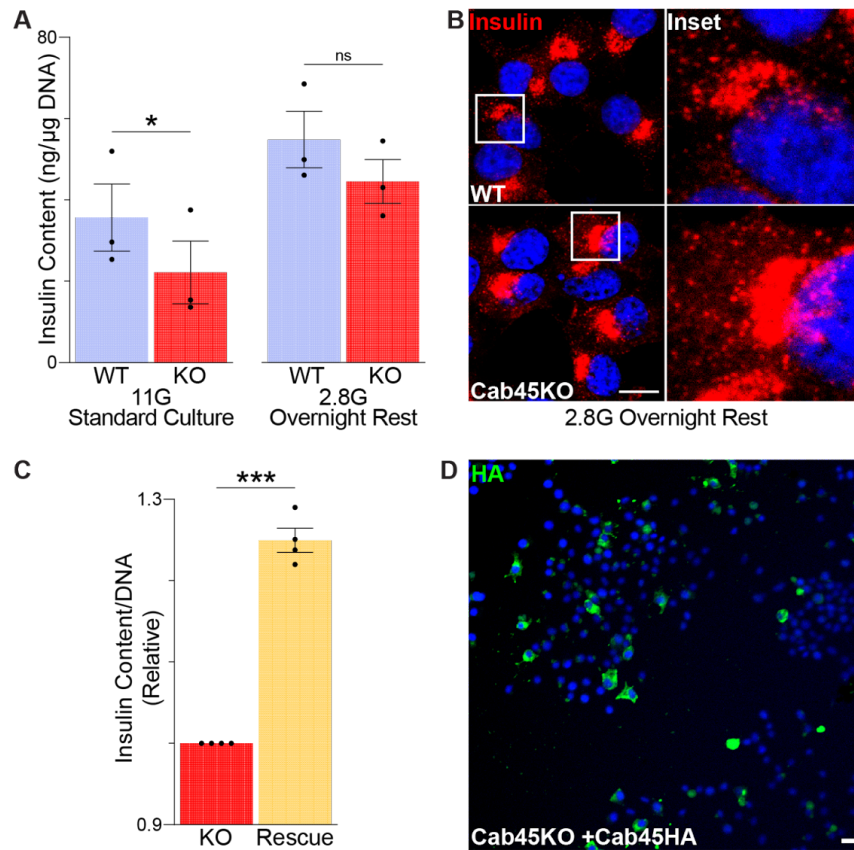 A
Insulin Content (ng/µg DNA)
80
0
*
ns
WT
KO
WT
KO
11G
Standard Culture
2.8G
Overnight Rest
B
Insulin
Inset
WT
Cab45KO
2.8G Overnight Rest
C
Insulin Content/DNA
(Relative)
1.3
0.9
***
KO
Rescue
D
HA
Cab45KO +Cab45HA